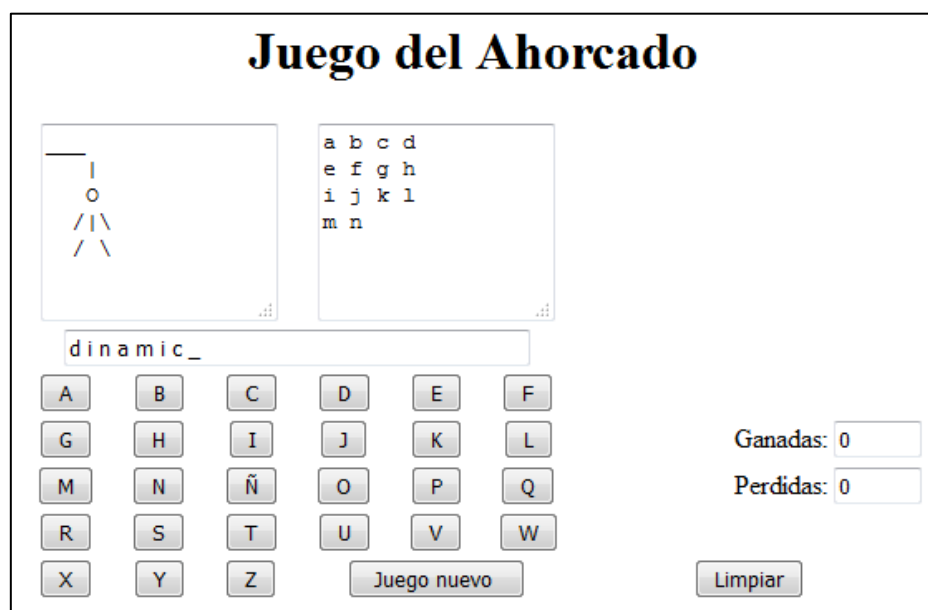 Juego del Ahorcado
___
|
O
/|\
/ \
a b c d
e f g h
i j k l
m n
d i n a m i c _
A B C D E F
G H I J K L
Ganadas: 0
M N Ñ O P Q
Perdidas: 0
R S T U V W
X Y Z Juego nuevo Limpiar